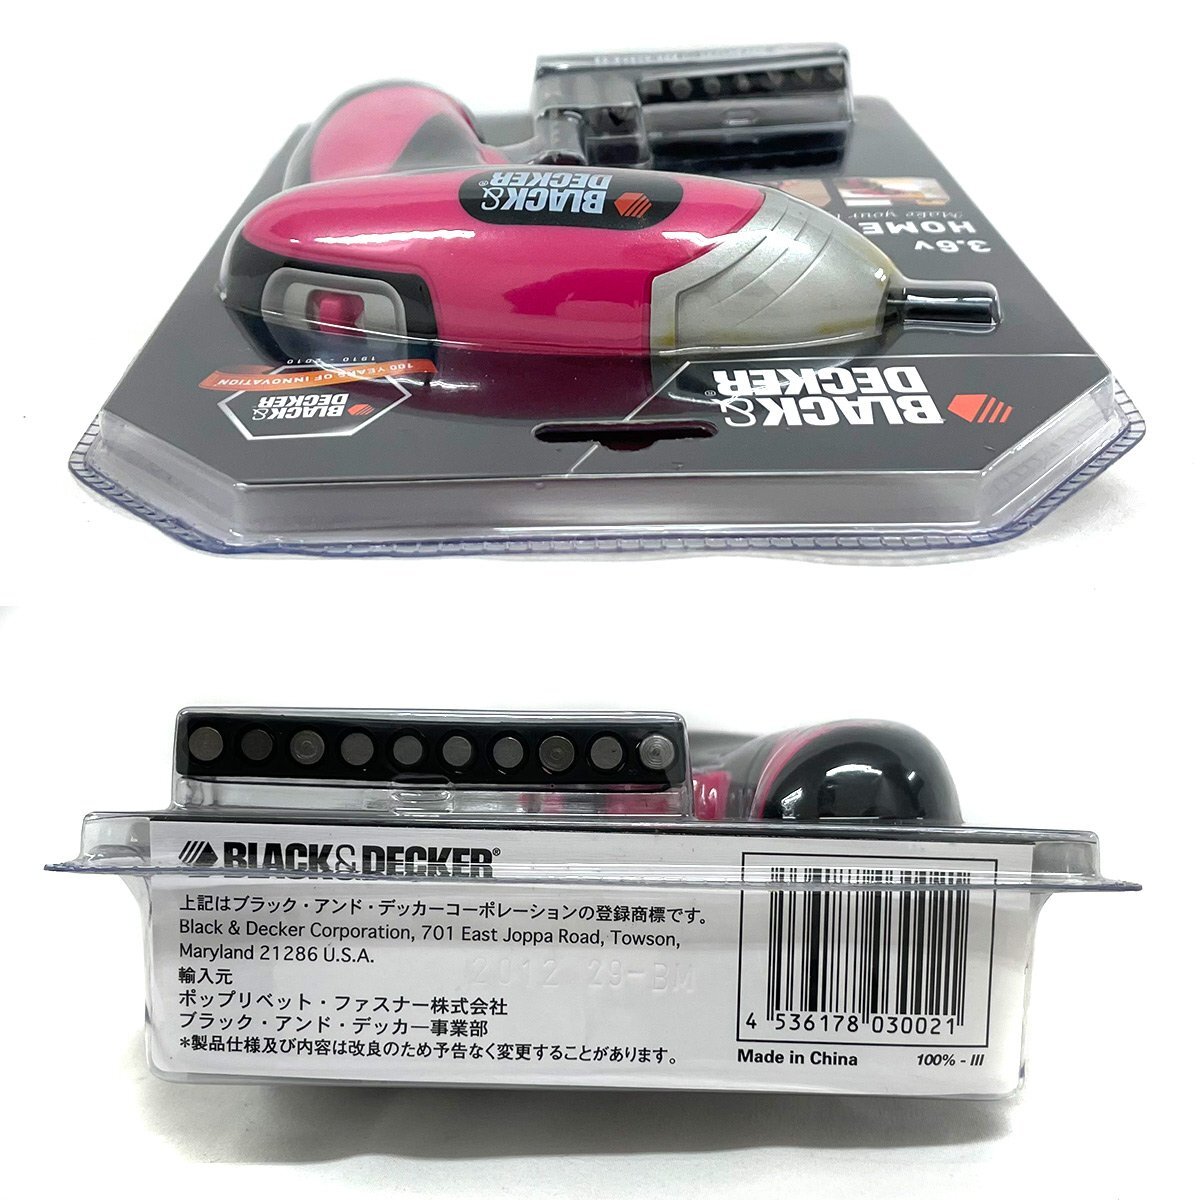 BLACK&
DECKER®
3.6v
HOME
Make your
BLACK&
DECKER®
1910 - 2010
100 YEARS OF INNOVATION
BLACK&
DECKER
BLACK&DECKER®
上記はブラック・アンド・デッカーコーポレーションの登録商標です。
Black & Decker Corporation, 701 East Joppa Road, Towson,
Maryland 21286 U.S.A.
2012 29-BM
輸入元
ポップリベット・ファスナー株式会社
ブラック・アンド・デッカー事業部
*製品仕様及び内容は改良のため予告なく変更することがあります。
4 536178 030021
Made in China 100% - III